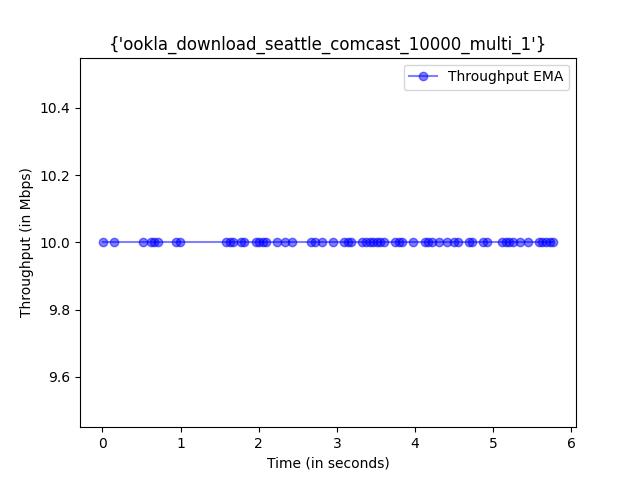 {'ookla_download_seattle_comcast_10000_multi_1'}
Throughput EMA
Throughput (in Mbps)
10.4
10.2
10.0
9.8
9.6
0 1 2 3 4 5 6
Time (in seconds)